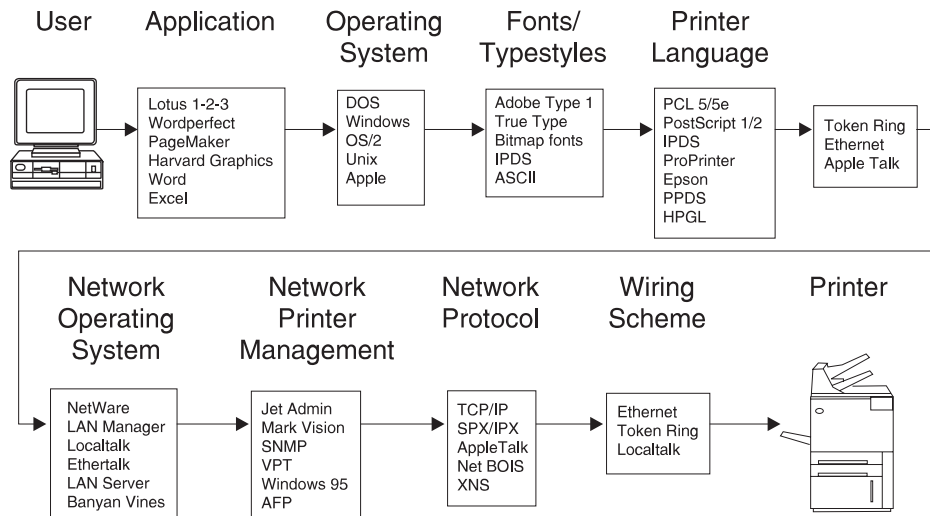 User
Application
Operating
System
Fonts/
Typestyles
Printer
Language
Lotus 1-2-3
Wordperfect
PageMaker
Harvard Graphics
Word
Excel
DOS
Windows
OS/2
Unix
Apple
Adobe Type 1
True Type
Bitmap fonts
IPDS
ASCII
PCL 5/5e
PostScript 1/2
IPDS
ProPrinter
Epson
PPDS
HPGL
Token Ring
Ethernet
Apple Talk
Network
Operating
System
Network
Printer
Management
Network
Protocol
Wiring
Scheme
Printer
NetWare
LAN Manager
Localtalk
Ethertalk
LAN Server
Banyan Vines
Jet Admin
Mark Vision
SNMP
VPT
Windows 95
AFP
TCP/IP
SPX/IPX
AppleTalk
Net BOIS
XNS
Ethernet
Token Ring
Localtalk